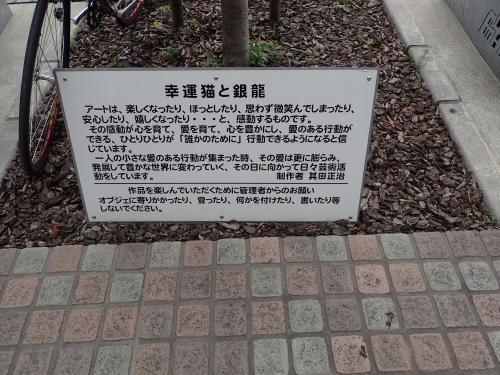 幸運猫と銀龍
アートは、楽しくなったり、ほっとしたり、思わず微笑んでしまったり、
安心したり、嬉しくなったり・・・と、感動するものです。
その感動が心を育て、愛を育て、心を豊かにし、愛のある行動が
できる、ひとりひとりが「誰かのために」行動できるようになると信
じています。
一人の小さな愛のある行動が集まった時、その愛は更に膨らみ、
発展して豊かな世界に変わっていく、その日に向かって日々芸術活
動をしています。 制作者 其田正治
作品を楽しんでいただくために管理者からのお願い
オブジェに寄りかかったり、登ったり、何かを付けたり、書いたり等
しないでください。